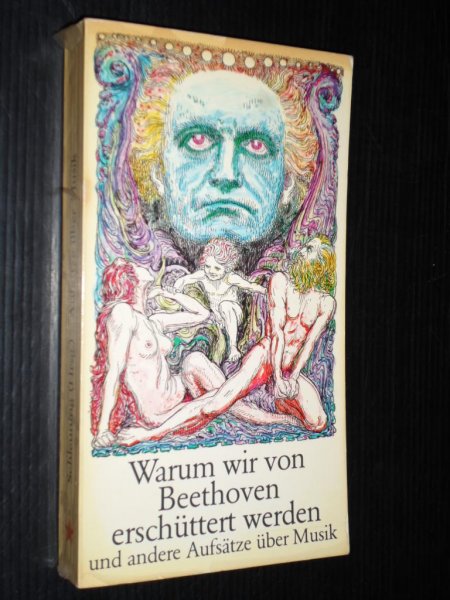 Warum wir von
Beethoven
erschüttert werden
und andere Aufsätze über Musik